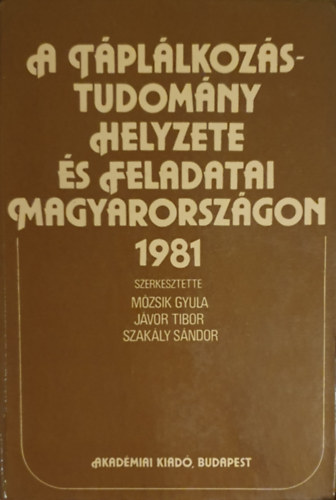 A TÁPLÁLKOZÁS-
TUDOMÁNY
HELYZETE
ÉS FELADATAI
MAGYARORSZÁGON
1981
SZERKESZTETTE
MÓZSIK GYULA
JÁVOR TIBOR
SZAKÁLY SÁNDOR
AKADÉMIAI KIADÓ, BUDAPEST